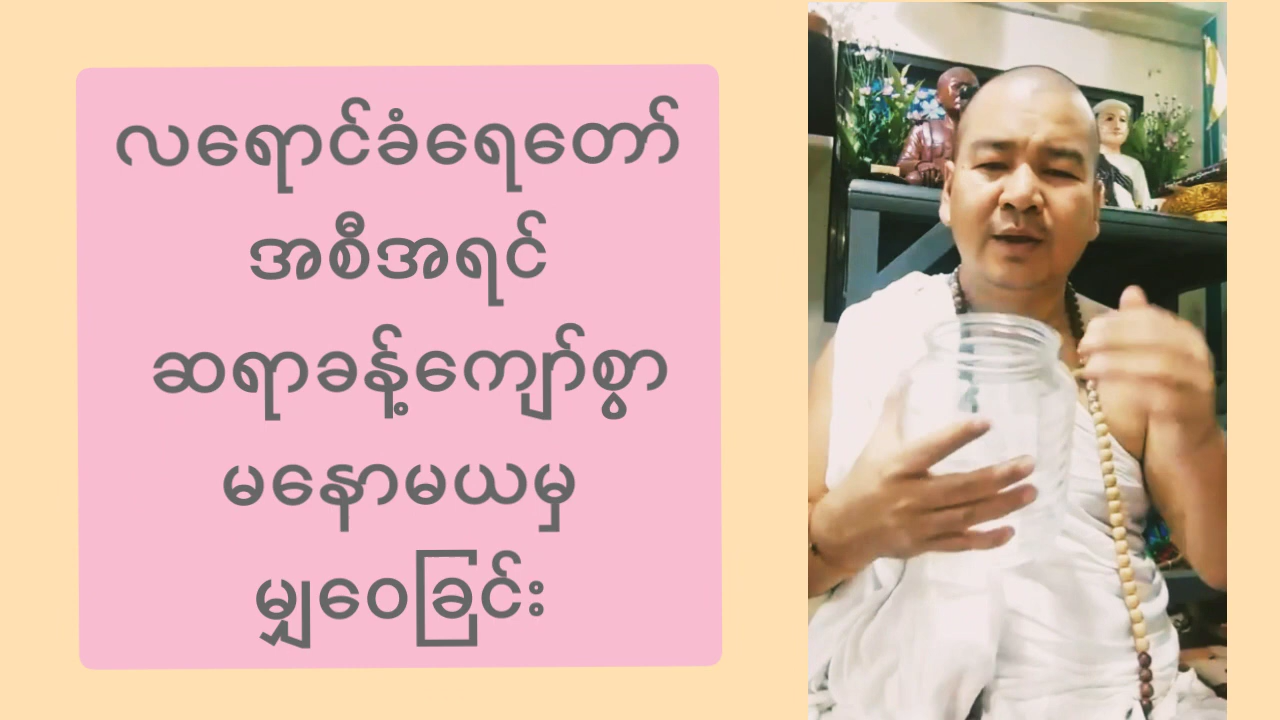 လရောင်ခံရေတော်
အစီအရင်
ဆရာခန့်ကျော်စွာ
မနောမယမှ
မျှဝေခြင်း